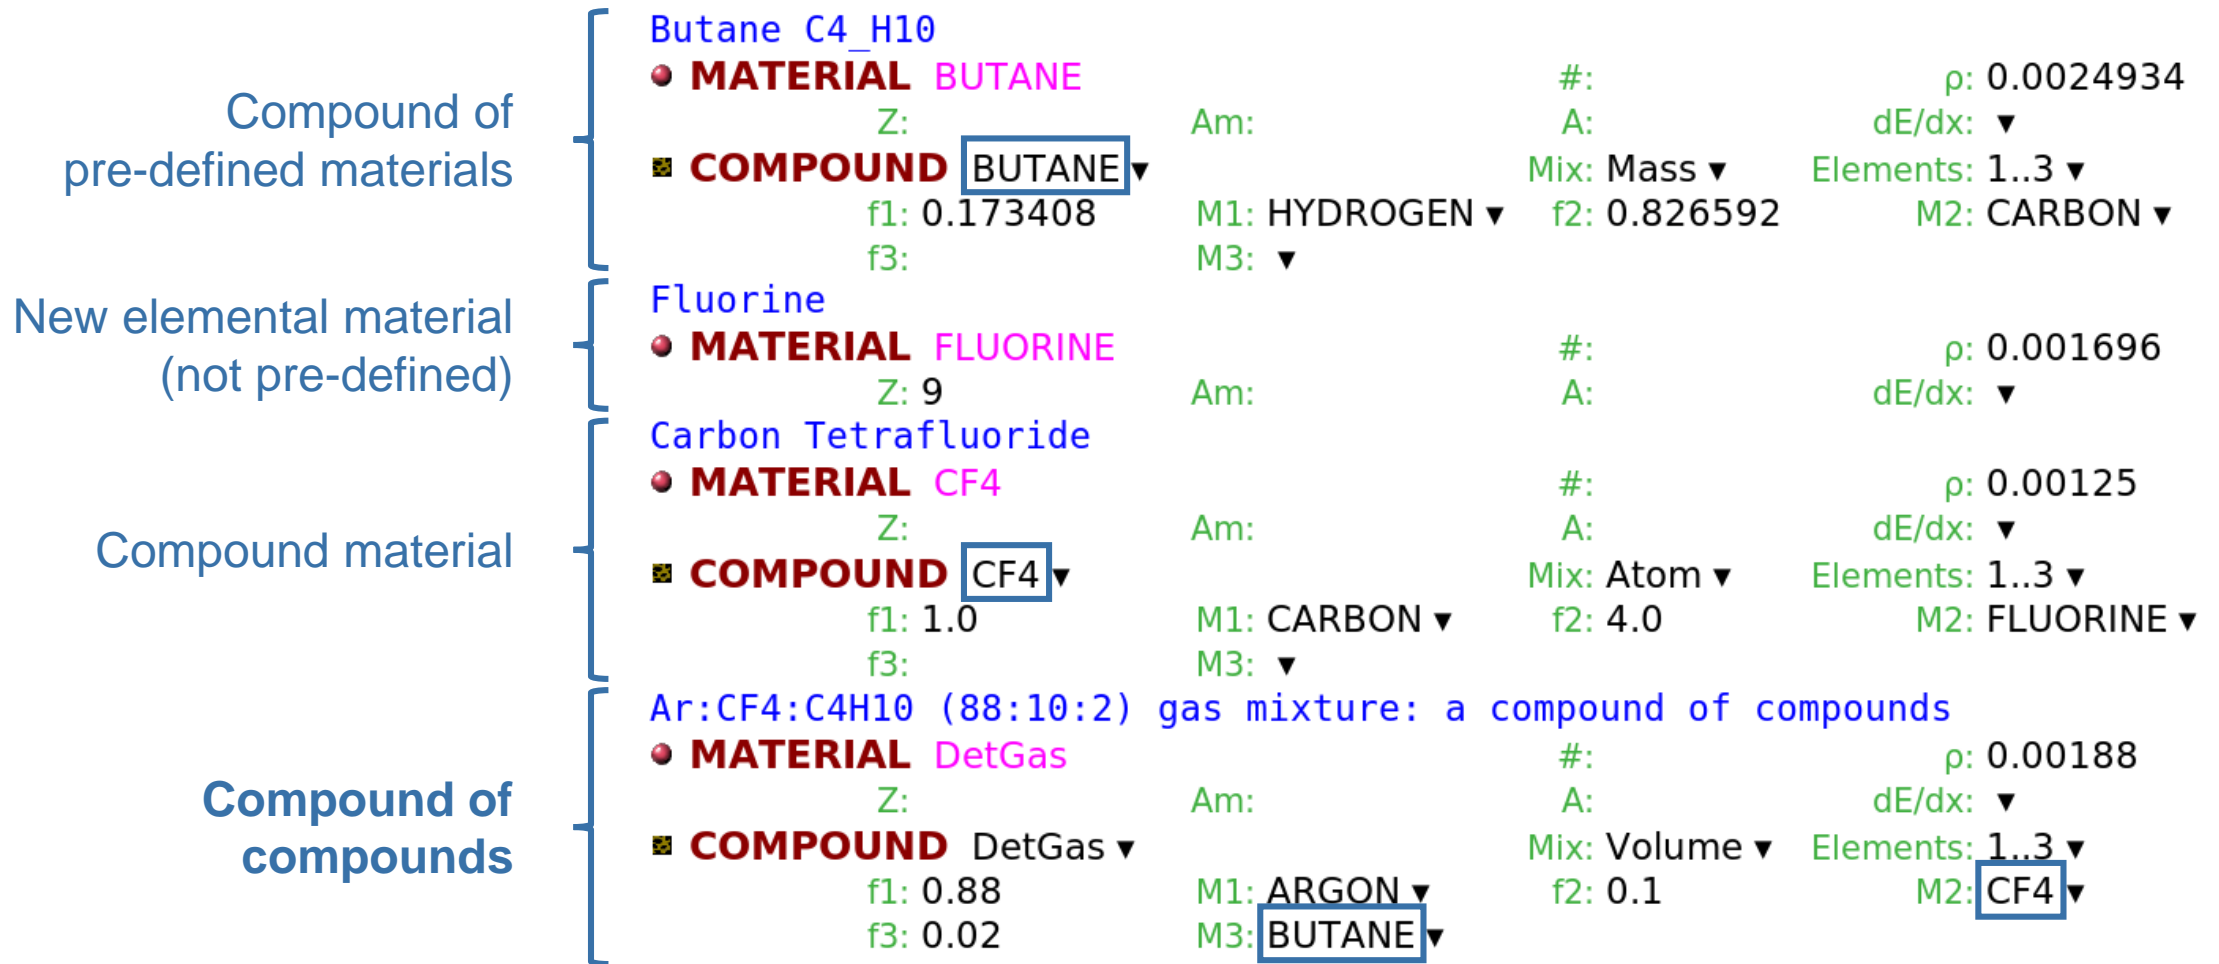 Compound of
pre-defined materials
Butane C4_H10
MATERIAL BUTANE #: ρ: 0.0024934
Z: Am: A: dE/dx: ▼
COMPOUND BUTANE ▼ Mix: Mass ▼ Elements: 1..3 ▼
f1: 0.173408 M1: HYDROGEN ▼ f2: 0.826592 M2: CARBON ▼
f3: M3: ▼
New elemental material
(not pre-defined)
Fluorine
MATERIAL FLUORINE #: ρ: 0.001696
Z: 9 Am: A: dE/dx: ▼
Compound material
Carbon Tetrafluoride
MATERIAL CF4 #: ρ: 0.00125
Z: Am: A: dE/dx: ▼
COMPOUND CF4 ▼ Mix: Atom ▼ Elements: 1..3 ▼
f1: 1.0 M1: CARBON ▼ f2: 4.0 M2: FLUORINE ▼
f3: M3: ▼
Compound of
compounds
Ar:CF4:C4H10 (88:10:2) gas mixture: a compound of compounds
MATERIAL DetGas #: ρ: 0.00188
Z: Am: A: dE/dx: ▼
COMPOUND DetGas ▼ Mix: Volume ▼ Elements: 1..3 ▼
f1: 0.88 M1: ARGON ▼ f2: 0.1 M2: CF4 ▼
f3: 0.02 M3: BUTANE ▼